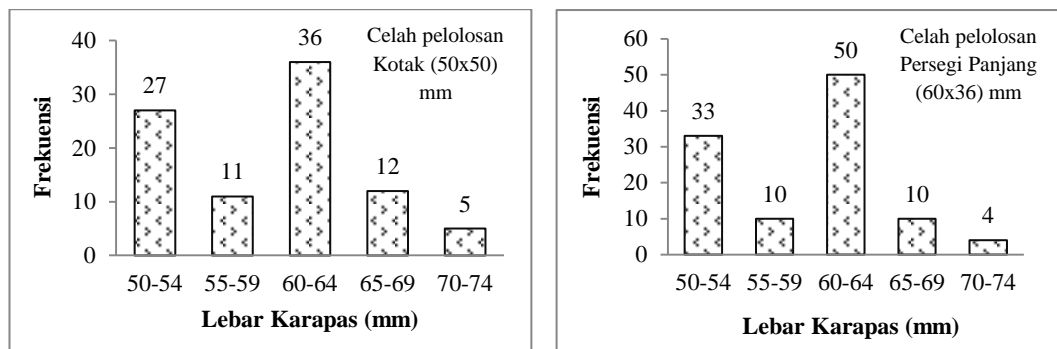 Celah pelolosan
Kotak (50x50)
mm
Frekuensi
40
30
20
10
0
27
11
36
12
5
50-54 55-59 60-64 65-69 70-74
Lebar Karapas (mm)
Celah pelolosan
Persegi Panjang
(60x36) mm
Frekuensi
60
50
40
30
20
10
0
33
10
50
10
4
50-54 55-59 60-64 65-69 70-74
Lebar Karapas (mm)